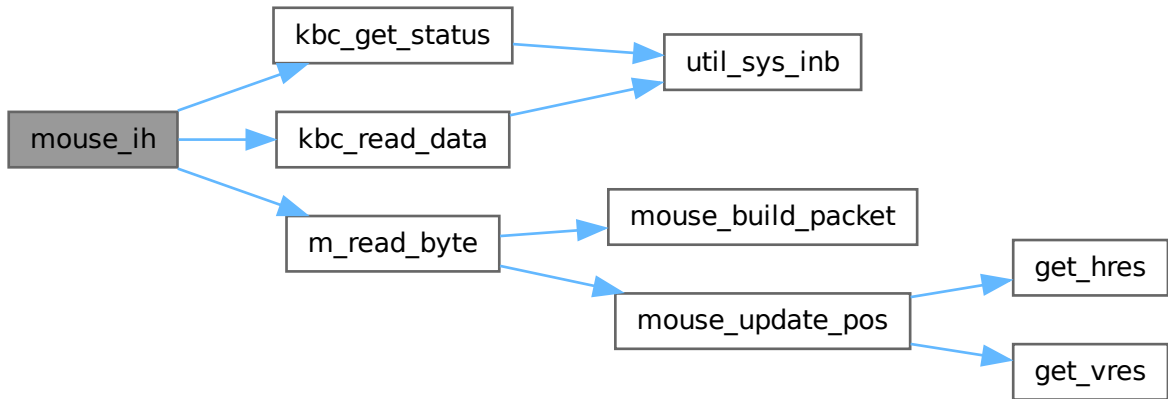 kbc_get_status
util_sys_inb
mouse_ih
kbc_read_data
mouse_build_packet
m_read_byte
get_hres
mouse_update_pos
get_vres